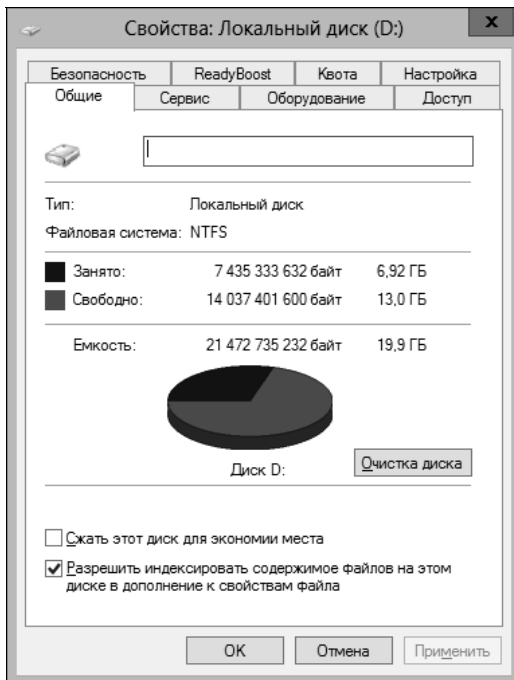 Свойства: Локальный диск (D:)
x
Безопасность ReadyBoost Квота Настройка
Общие Сервис Оборудование Доступ
Тип: Локальный диск
Файловая система: NTFS
Занято: 7 435 333 632 байт 6,92 ГБ
Свободно: 14 037 401 600 байт 13,0 ГБ
Емкость: 21 472 735 232 байт 19,9 ГБ
Диск D: Очистка диска
Сжать этот диск для экономии места
Разрешить индексировать содержимое файлов на этом
диске в дополнение к свойствам файла
OK Отмена Применить